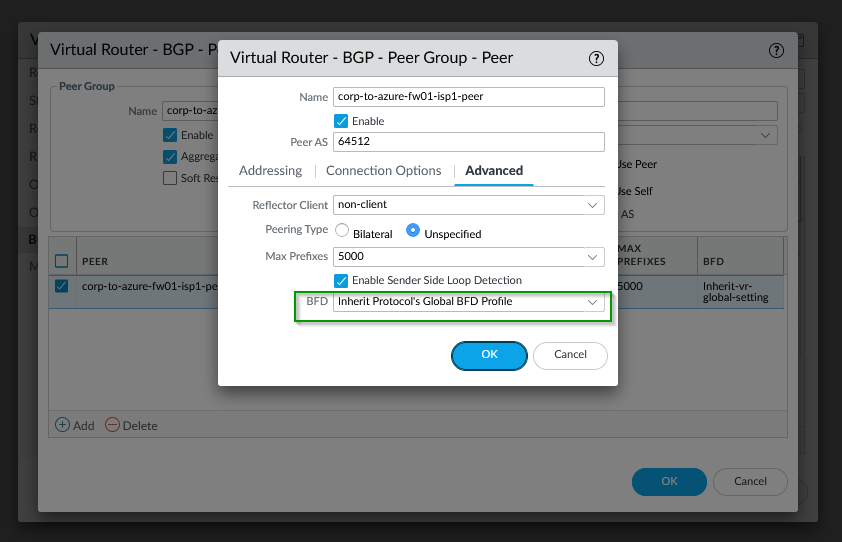 Virtual Router - BGP - P
Virtual Router - BGP - Peer Group - Peer
Peer Group
Name corp-to-az
Enable
Aggrega
Soft Res
Name corp-to-azure-fw01-isp1-peer
Enable
Peer AS 64512
Addressing Connection Options Advanced
Reflector Client non-client
Peering Type Bilateral Unspecified
Max Prefixes 5000
Enable Sender Side Loop Detection
BFD Inherit Protocol's Global BFD Profile
OK Cancel
Use Peer
Use Self
AS
PEER MAX PREFIXES BFD
corp-to-azure-fw01-isp1-pe 5000 Inherit-vr-
global-setting
Add Delete
OK Cancel